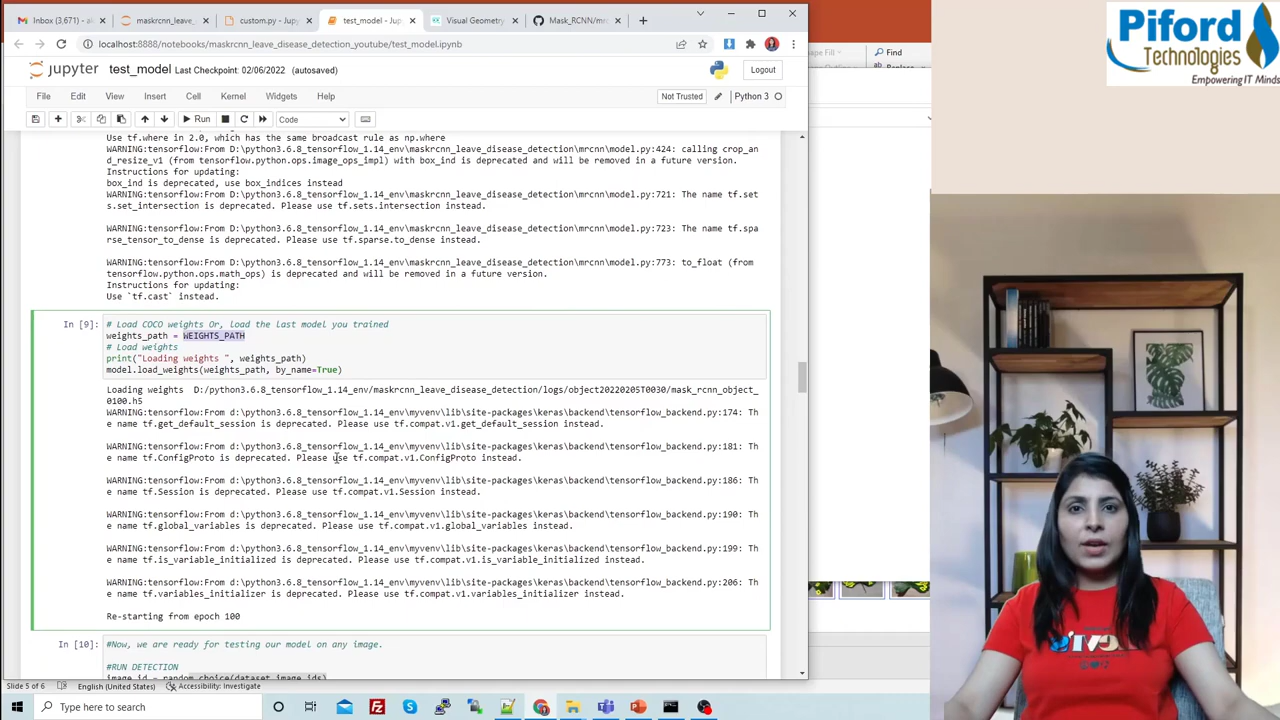 Inbox (3,671) - al
maskrcnn_leave_
custom.py - Jupyt
test_model - Jup
Visual Geometry
Mask_RCNN/mrc
localhost:8888/notebooks/maskrcnn_leave_disease_detection_youtube/test_model.ipynb
Find
jupyter test_model Last Checkpoint: 02/06/2022 (autosaved)
Logout
File Edit View Insert Cell Kernel Widgets Help
Not Trusted
Python 3
Run
Code
Use tf.where in 2.0, which has the same broadcast rule as np.where
WARNING:tensorflow:From D:\python3.6.8_tensorflow_1.14_env\maskrcnn_leave_disease_detection\mrcnn\model.py:424: calling crop_an
d_resize_v1 (from tensorflow.python.ops.image_ops_impl) with box_ind is deprecated and will be removed in a future version.
Instructions for updating:
box_ind is deprecated, use box_indices instead
WARNING:tensorflow:From D:\python3.6.8_tensorflow_1.14_env\maskrcnn_leave_disease_detection\mrcnn\model.py:721: The name tf.set
s.set_intersection is deprecated. Please use tf.sets.intersection instead.
WARNING:tensorflow:From D:\python3.6.8_tensorflow_1.14_env\maskrcnn_leave_disease_detection\mrcnn\model.py:723: The name tf.spa
rse_tensor_to_dense is deprecated. Please use tf.sparse.to_dense instead.
WARNING:tensorflow:From D:\python3.6.8_tensorflow_1.14_env\maskrcnn_leave_disease_detection\mrcnn\model.py:773: to_float (from
tensorflow.python.ops.math_ops) is deprecated and will be removed in a future version.
Instructions for updating:
Use `tf.cast` instead.
In [9]:
# Load COCO weights Or, load the last model you trained
weights_path = WEIGHTS_PATH
# Load weights
print("Loading weights ", weights_path)
model.load_weights(weights_path, by_name=True)
Loading weights  D:/python3.6.8_tensorflow_1.14_env/maskrcnn_leave_disease_detection/logs/object20220205T0030/mask_rcnn_object_
0100.h5
WARNING:tensorflow:From d:\python3.6.8_tensorflow_1.14_env\myvenv\lib\site-packages\keras\backend\tensorflow_backend.py:174: Th
e name tf.get_default_session is deprecated. Please use tf.compat.v1.get_default_session instead.
WARNING:tensorflow:From d:\python3.6.8_tensorflow_1.14_env\myvenv\lib\site-packages\keras\backend\tensorflow_backend.py:181: Th
e name tf.ConfigProto is deprecated. Please use tf.compat.v1.ConfigProto instead.
WARNING:tensorflow:From d:\python3.6.8_tensorflow_1.14_env\myvenv\lib\site-packages\keras\backend\tensorflow_backend.py:186: Th
e name tf.Session is deprecated. Please use tf.compat.v1.Session instead.
WARNING:tensorflow:From d:\python3.6.8_tensorflow_1.14_env\myvenv\lib\site-packages\keras\backend\tensorflow_backend.py:190: Th
e name tf.global_variables is deprecated. Please use tf.compat.v1.global_variables instead.
WARNING:tensorflow:From d:\python3.6.8_tensorflow_1.14_env\myvenv\lib\site-packages\keras\backend\tensorflow_backend.py:199: Th
e name tf.is_variable_initialized is deprecated. Please use tf.compat.v1.is_variable_initialized instead.
WARNING:tensorflow:From d:\python3.6.8_tensorflow_1.14_env\myvenv\lib\site-packages\keras\backend\tensorflow_backend.py:206: Th
e name tf.variables_initializer is deprecated. Please use tf.compat.v1.variables_initializer instead.
Re-starting from epoch 100
In [10]:
#Now, we are ready for testing our model on any image.
#RUN DETECTION
image_id = random.choice(dataset.image_ids)
Slide 5 of 6
English (United States)
Accessibility: Investigate
Type here to search
Piford
Technologies
Empowering IT Minds